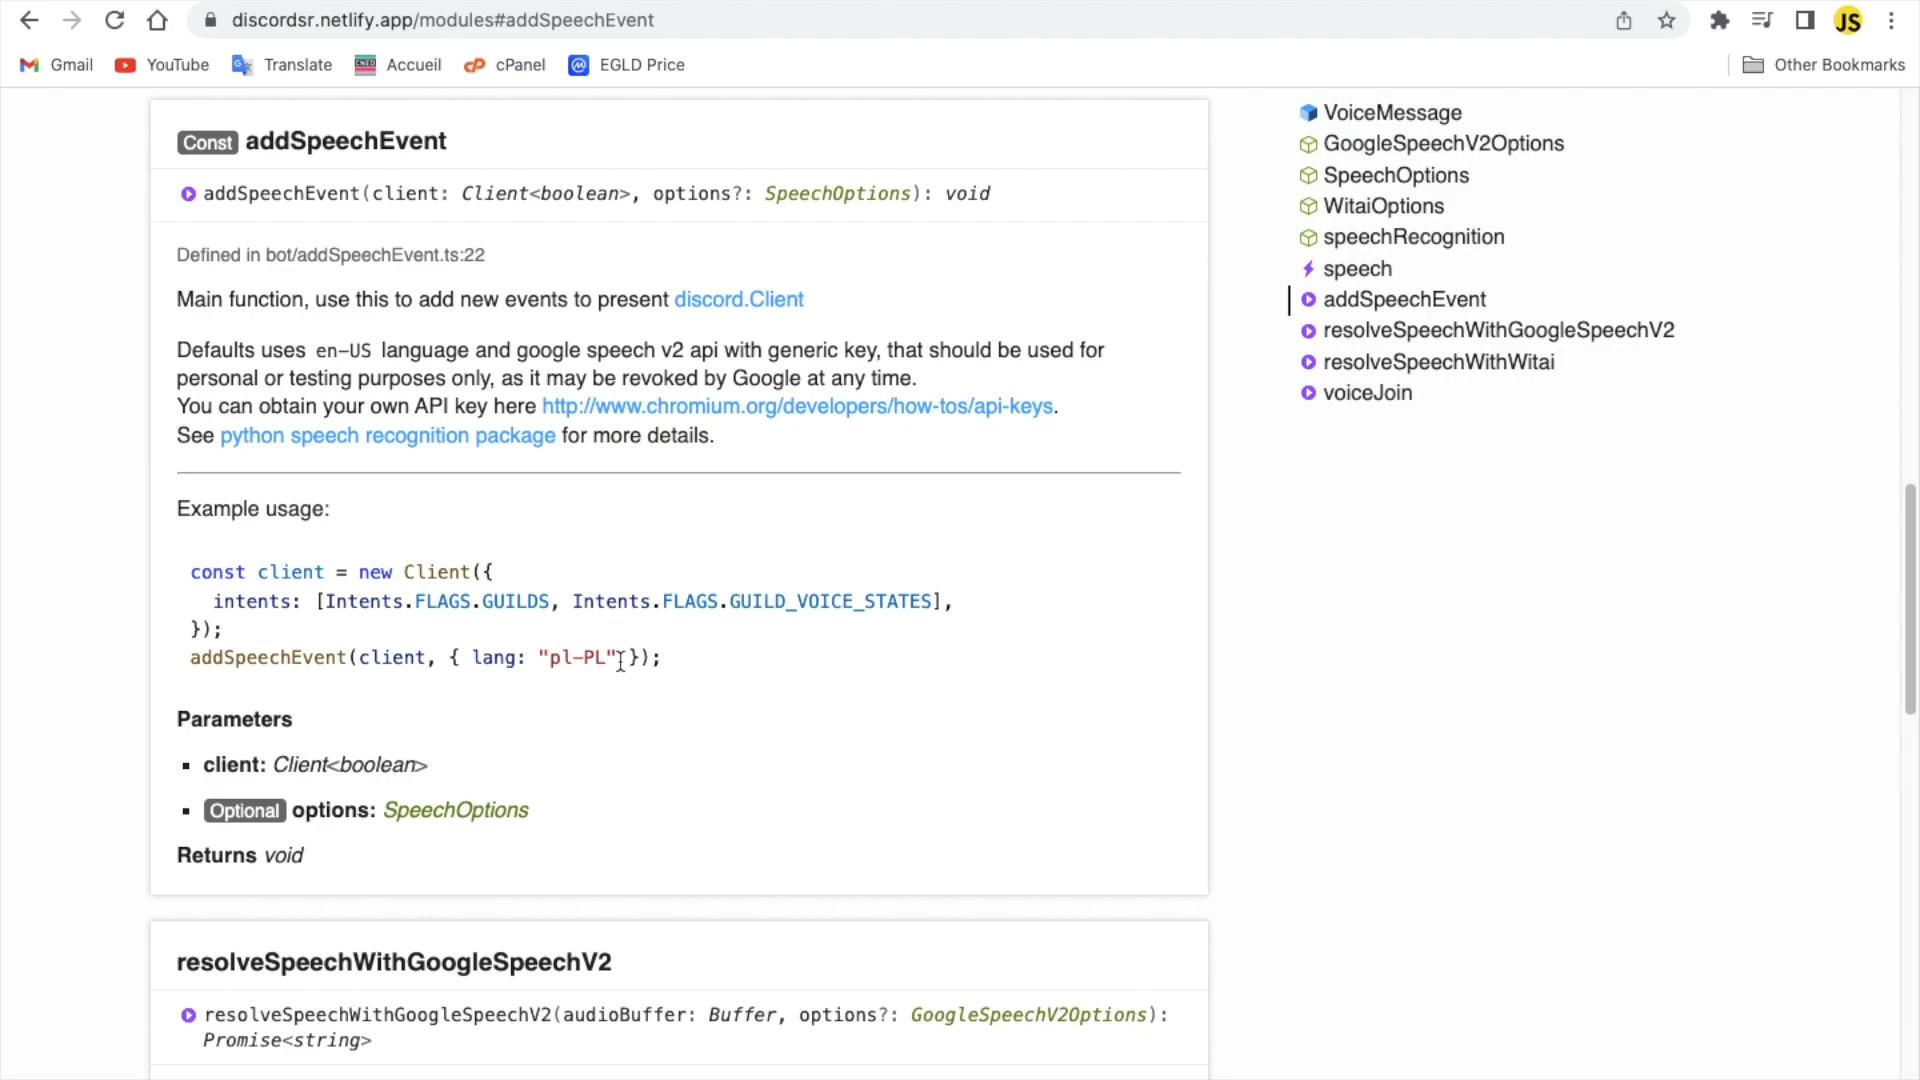 discordsr.netlify.app/modules#addSpeechEvent
JS
Gmail YouTube Translate CNED Accueil cP cPanel EGLD Price Other Bookmarks
Const addSpeechEvent
addSpeechEvent(client: Client<boolean>, options?: SpeechOptions): void
Defined in bot/addSpeechEvent.ts:22
Main function, use this to add new events to present discord.Client
Defaults uses en-US language and google speech v2 api with generic key, that should be used for
personal or testing purposes only, as it may be revoked by Google at any time.
You can obtain your own API key here http://www.chromium.org/developers/how-tos/api-keys.
See python speech recognition package for more details.
Example usage:
const client = new Client({
intents: [Intents.FLAGS.GUILDS, Intents.FLAGS.GUILD_VOICE_STATES],
});
addSpeechEvent(client, { lang: "pl-PL" });
Parameters
client: Client<boolean>
Optional options: SpeechOptions
Returns void
resolveSpeechWithGoogleSpeechV2
resolveSpeechWithGoogleSpeechV2(audioBuffer: Buffer, options?: GoogleSpeechV2Options):
Promise<string>
VoiceMessage
GoogleSpeechV2Options
SpeechOptions
WitaiOptions
speechRecognition
speech
addSpeechEvent
resolveSpeechWithGoogleSpeechV2
resolveSpeechWithWitai
voiceJoin